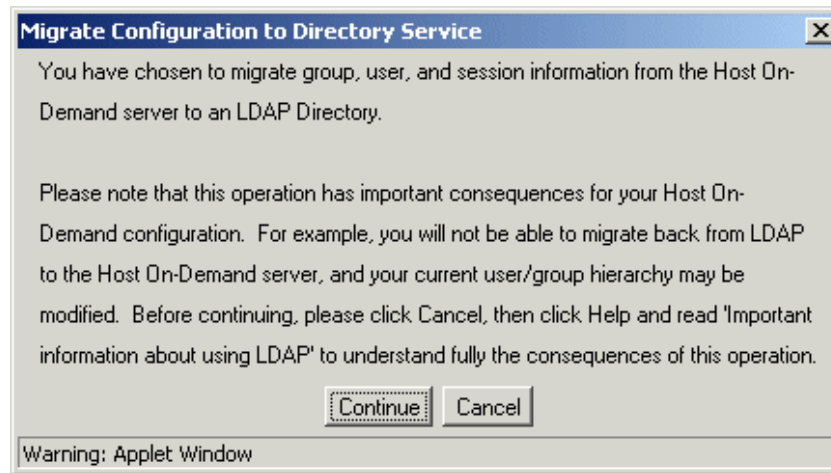 Migrate Configuration to Directory Service
You have chosen to migrate group, user, and session information from the Host On-
Demand server to an LDAP Directory.
Please note that this operation has important consequences for your Host On-
Demand configuration.  For example, you will not be able to migrate back from LDAP
to the Host On-Demand server, and your current user/group hierarchy may be
modified.  Before continuing, please click Cancel, then click Help and read 'Important
information about using LDAP' to understand fully the consequences of this operation.
Continue Cancel
Warning: Applet Window